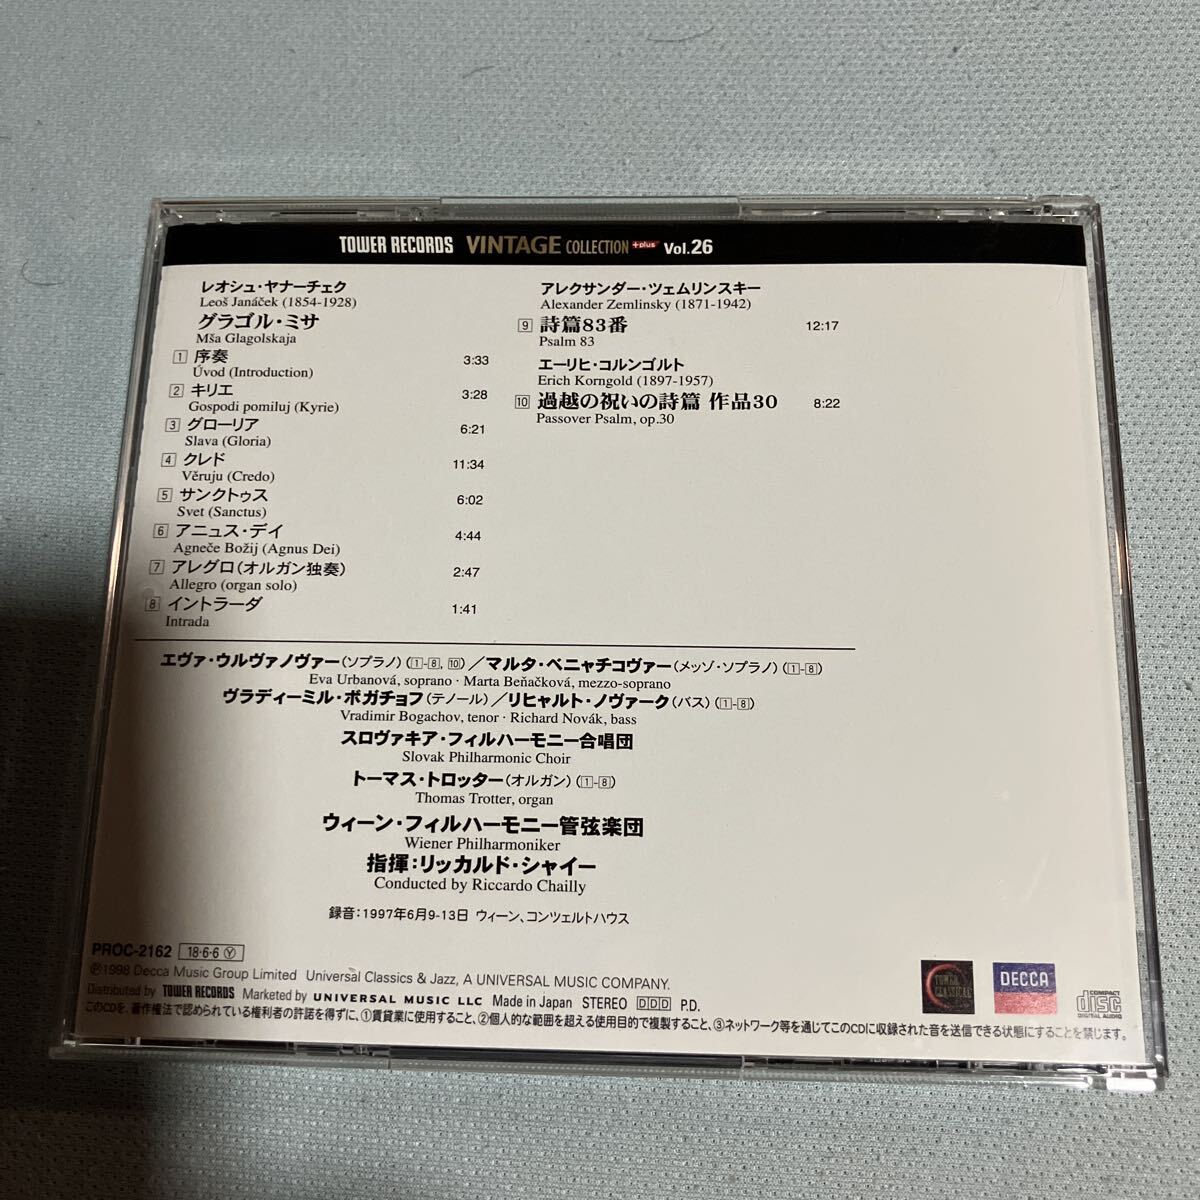 TOWER RECORDS VINTAGE COLLECTION +plus Vol.26
レオシュ・ヤナーチェク
Leoš Janáček (1854-1928)
グラゴル・ミサ
Mša Glagolskaja
1 序奏 3:33
Úvod (Introduction)
2 キリエ 3:28
Gospodi pomiluj (Kyrie)
3 グローリア 6:21
Slava (Gloria)
4 クレド 11:34
Věruju (Credo)
5 サンクトゥス 6:02
Svet (Sanctus)
6 アニュス・デイ 4:44
Agneče Božij (Agnus Dei)
7 アレグロ(オルガン独奏) 2:47
Allegro (organ solo)
8 イントラーダ 1:41
Intrada
アレクサンダー・ツェムリンスキー
Alexander Zemlinsky (1871-1942)
9 詩篇83番 12:17
Psalm 83
エーリヒ・コルンゴルト
Erich Korngold (1897-1957)
10 過越の祝いの詩篇 作品30 8:22
Passover Psalm, op.30
エヴァ・ウルヴァノヴァー(ソプラノ)(1-8, 10)/マルタ・ベニャチコヴァー(メッゾ・ソプラノ)(1-8)
Eva Urbanová, soprano · Marta Beňačková, mezzo-soprano
ヴラディーミル・ボガチョフ(テノール)/リヒャルト・ノヴァーク(バス)(1-8)
Vradimir Bogachov, tenor · Richard Novák, bass
スロヴァキア・フィルハーモニー合唱団
Slovak Philharmonic Choir
トーマス・トロッター(オルガン)(1-8)
Thomas Trotter, organ
ウィーン・フィルハーモニー管弦楽団
Wiener Philharmoniker
指揮:リッカルド・シャイー
Conducted by Riccardo Chailly
録音:1997年6月9-13日 ウィーン、コンツェルトハウス
PROC-2162 18·6·6 Ⓨ
℗1998 Decca Music Group Limited Universal Classics & Jazz, A UNIVERSAL MUSIC COMPANY.
Distributed by TOWER RECORDS Marketed by UNIVERSAL MUSIC LLC Made in Japan STEREO DDD P.D.
このCDを、著作権法で認められている権利者の許諾を得ずに、①賃貸業に使用すること、②個人的な範囲を超える使用目的で複製すること、③ネットワーク等を通じてこのCDに収録された音を送信できる状態にすることを禁じます。
TOWER CLASSICAL
DECCA
COMPACT disc DIGITAL AUDIO